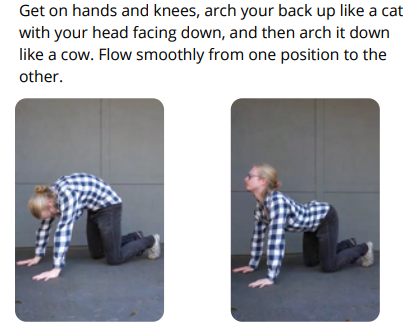 Get on hands and knees, arch your back up like a cat
with your head facing down, and then arch it down
like a cow. Flow smoothly from one position to the
other.